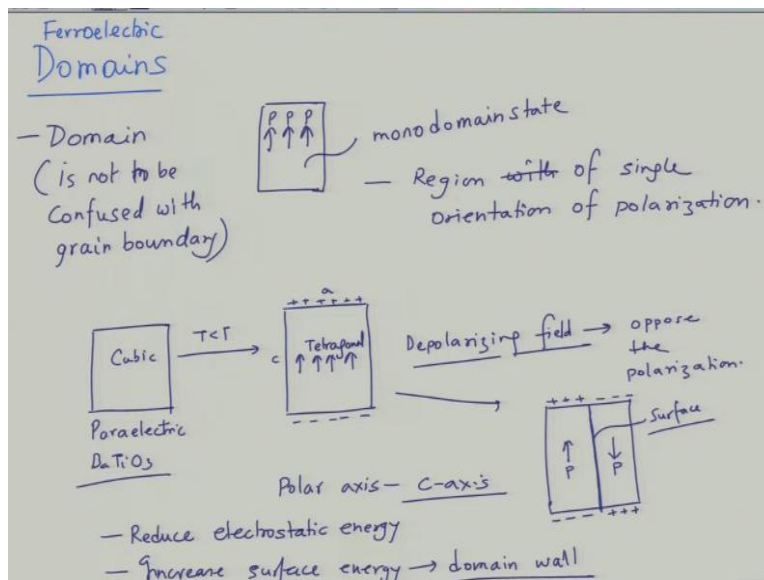 Ferroelectric
Domains
P P P
monodomain state
— Domain
(is not to be
confused with
grain boundary)
— Region with of single
orientation of polarization.
a
+ + + + + +
Cubic
T<T
c
Tetragonal
Depolarizing field → oppose
the
polarization.
- - - - -
+ + + - - -
Surface
P
P
- - - + + +
Paraelectric
BaTiO3
Polar axis — c-axis
— Reduce electrostatic energy
— Increase surface energy → domain wall